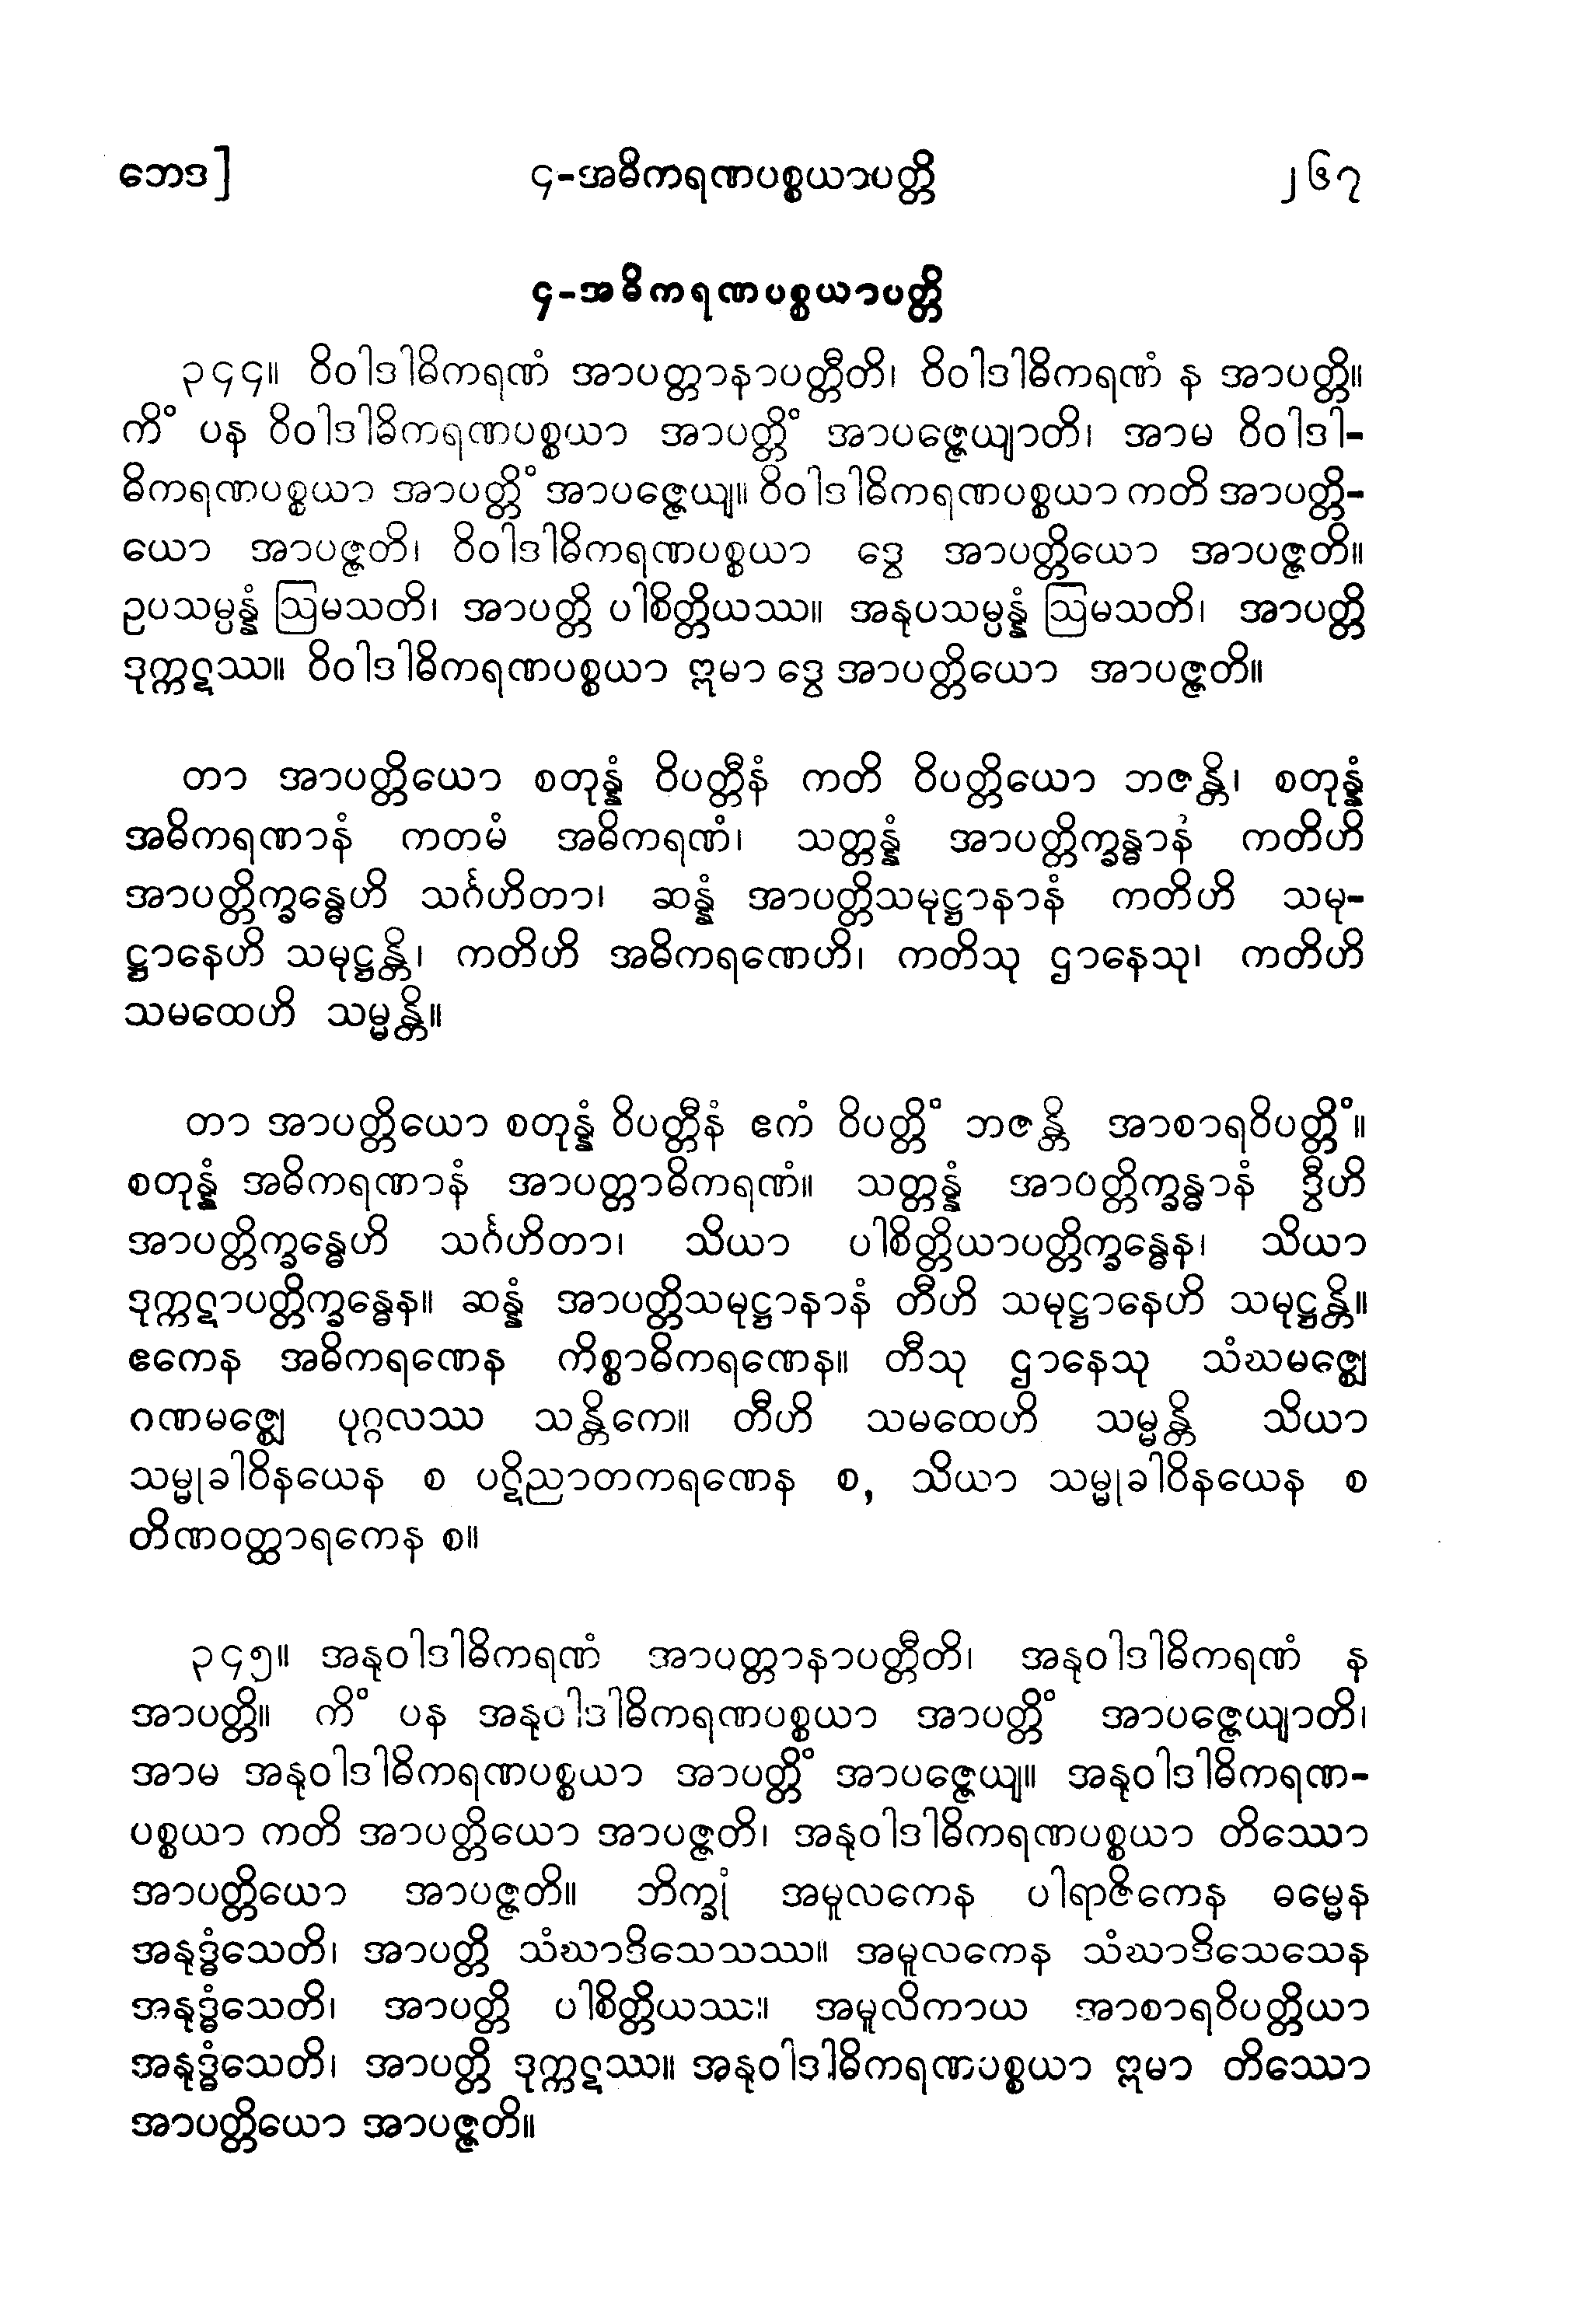 ဘေဒ] ၄-အဓိကရဏပစ္စယာပတ္တိ ၂၆၇
၄-အဓိကရဏပစ္စယာပတ္တိ
၃၄၄။ ဝိဝါဒါဓိကရဏံ အာပတ္တာနာပတ္တီတိ၊ ဝိဝါဒါဓိကရဏံ န အာပတ္တိ။
ကိံ ပန ဝိဝါဒါဓိကရဏပစ္စယာ အာပတ္တိံ အာပဇ္ဇေယျာတိ၊ အာမ ဝိဝါဒါ-
ဓိကရဏပစ္စယာ အာပတ္တိံ အာပဇ္ဇေယျ။ ဝိဝါဒါဓိကရဏပစ္စယာ ကတိ အာပတ္တိ-
ယော အာပဇ္ဇတိ၊ ဝိဝါဒါဓိကရဏပစ္စယာ ဒွေ အာပတ္တိယော အာပဇ္ဇတိ။
ဥပသမ္ပန္နံ ဩမသတိ၊ အာပတ္တိ ပါစိတ္တိယဿ။ အနုပသမ္ပန္နံ ဩမသတိ၊ အာပတ္တိ
ဒုက္ကဋဿ။ ဝိဝါဒါဓိကရဏပစ္စယာ ဣမာ ဒွေ အာပတ္တိယော အာပဇ္ဇတိ။
တာ အာပတ္တိယော စတုန္နံ ဝိပတ္တီနံ ကတိ ဝိပတ္တိယော ဘဇန္တိ၊ စတုန္နံ
အဓိကရဏာနံ ကတမံ အဓိကရဏံ၊ သတ္တန္နံ အာပတ္တိက္ခန္ဓာနံ ကတိဟိ
အာပတ္တိက္ခန္ဓေဟိ သင်္ဂဟိတာ၊ ဆန္နံ အာပတ္တိသမုဋ္ဌာနာနံ ကတိဟိ သမု-
ဋ္ဌာနေဟိ သမုဋ္ဌန္တိ၊ ကတိဟိ အဓိကရဏေဟိ၊ ကတိသု ဌာနေသု၊ ကတိဟိ
သမထေဟိ သမ္မန္တိ။
တာ အာပတ္တိယော စတုန္နံ ဝိပတ္တီနံ ဧကံ ဝိပတ္တိံ ဘဇန္တိ အာစာရဝိပတ္တိံ။
စတုန္နံ အဓိကရဏာနံ အာပတ္တာဓိကရဏံ။ သတ္တန္နံ အာပတ္တိက္ခန္ဓာနံ ဒွီဟိ
အာပတ္တိက္ခန္ဓေဟိ သင်္ဂဟိတာ၊ သိယာ ပါစိတ္တိယာပတ္တိက္ခန္ဓေန၊ သိယာ
ဒုက္ကဋာပတ္တိက္ခန္ဓေန။ ဆန္နံ အာပတ္တိသမုဋ္ဌာနာနံ တီဟိ သမုဋ္ဌာနေဟိ သမုဋ္ဌန္တိ။
ဧကေန အဓိကရဏေန ကိစ္စာဓိကရဏေန။ တီသု ဌာနေသု သံဃမဇ္ဈေ
ဂဏမဇ္ဈေ ပုဂ္ဂလဿ သန္တိကေ။ တီဟိ သမထေဟိ သမ္မန္တိ သိယာ
သမ္မုခါဝိနယေန စ ပဋိညာတကရဏေန စ, သိယာ သမ္မုခါဝိနယေန စ
တိဏဝတ္ထာရကေန စ။
၃၄၅။ အနုဝါဒါဓိကရဏံ အာပတ္တာနာပတ္တီတိ၊ အနုဝါဒါဓိကရဏံ န
အာပတ္တိ။ ကိံ ပန အနုဝါဒါဓိကရဏပစ္စယာ အာပတ္တိံ အာပဇ္ဇေယျာတိ၊
အာမ အနုဝါဒါဓိကရဏပစ္စယာ အာပတ္တိံ အာပဇ္ဇေယျ။ အနုဝါဒါဓိကရဏ-
ပစ္စယာ ကတိ အာပတ္တိယော အာပဇ္ဇတိ၊ အနုဝါဒါဓိကရဏပစ္စယာ တိဿော
အာပတ္တိယော အာပဇ္ဇတိ။ ဘိက္ခုံ အမူလကေန ပါရာဇိကေန ဓမ္မေန
အနုဒ္ဓံသေတိ၊ အာပတ္တိ သံဃာဒိသေသဿ။ အမူလကေန သံဃာဒိသေသေန
အနုဒ္ဓံသေတိ၊ အာပတ္တိ ပါစိတ္တိယဿ။ အမူလိကာယ အာစာရဝိပတ္တိယာ
အနုဒ္ဓံသေတိ၊ အာပတ္တိ ဒုက္ကဋဿ။ အနုဝါဒါဓိကရဏပစ္စယာ ဣမာ တိဿော
အာပတ္တိယော အာပဇ္ဇတိ။